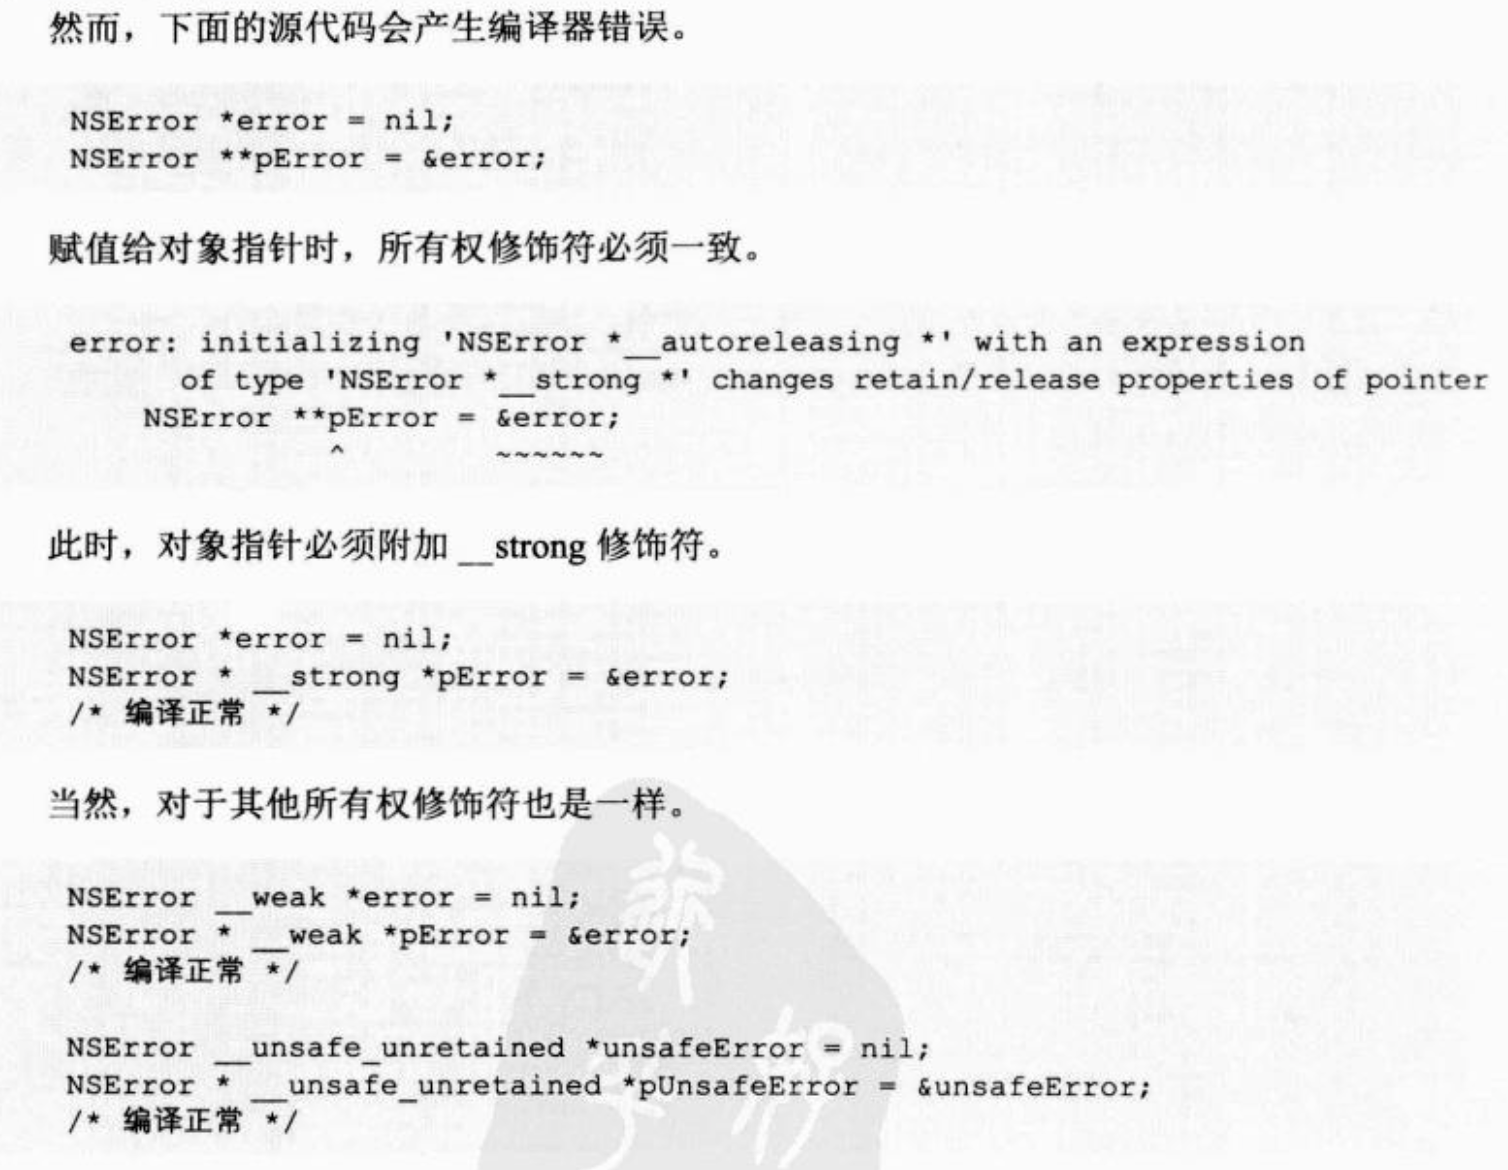 然而，下面的源代码会产生编译器错误。
NSError *error = nil;
NSError **pError = &error;
赋值给对象指针时，所有权修饰符必须一致。
error: initializing 'NSError *__autoreleasing *' with an expression
of type 'NSError *__strong *' changes retain/release properties of pointer
NSError **pError = &error;
^ ~~~~~~
此时，对象指针必须附加 __strong 修饰符。
NSError *error = nil;
NSError * __strong *pError = &error;
/* 编译正常 */
当然，对于其他所有权修饰符也是一样。
NSError __weak *error = nil;
NSError * __weak *pError = &error;
/* 编译正常 */
NSError __unsafe_unretained *unsafeError = nil;
NSError * __unsafe_unretained *pUnsafeError = &unsafeError;
/* 编译正常 */